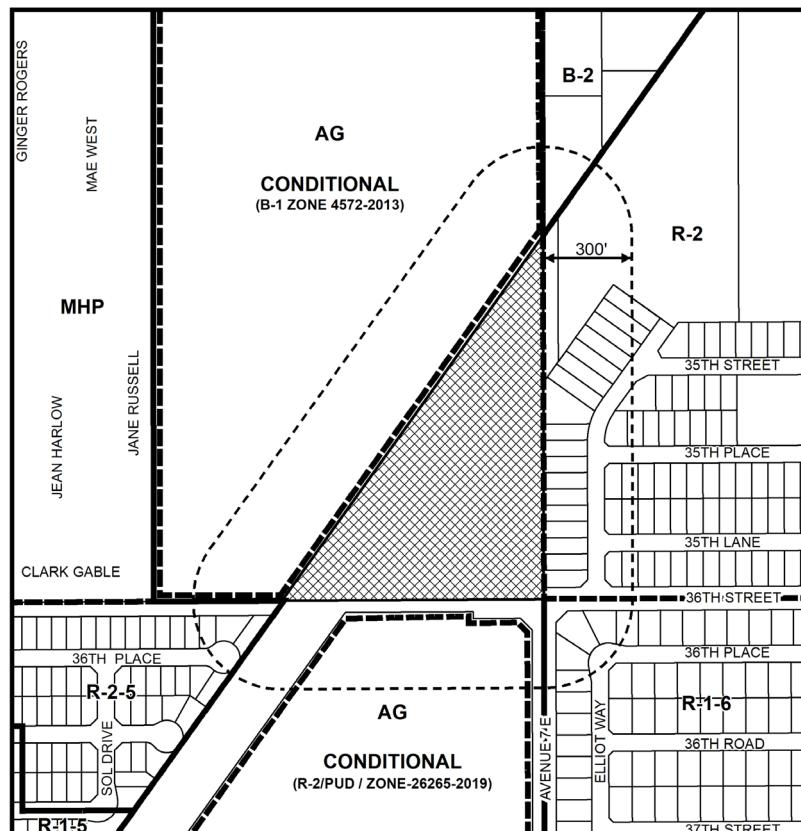 GINGER ROGERS
MAE WEST
B-2
AG
CONDITIONAL
(B-1 ZONE 4572-2013)
R-2
300'
MHP
JANE RUSSELL
JEAN HARLOW
35TH STREET
35TH PLACE
35TH LANE
CLARK GABLE
36TH STREET
36TH PLACE
36TH PLACE
R-2-5
SOL DRIVE
AG
CONDITIONAL
(R-2/PUD / ZONE-26265-2019)
AVENUE 7 E
ELLIOT WAY
R-1-6
36TH ROAD
R-1-5
37TH STREET